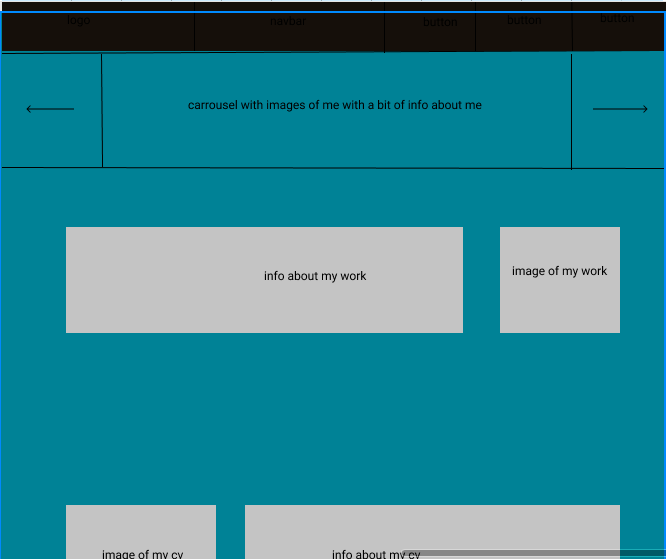 logo
navbar
button
button
button
carrousel with images of me with a bit of info about me
info about my work
image of my work
image of my cv
info about my cv